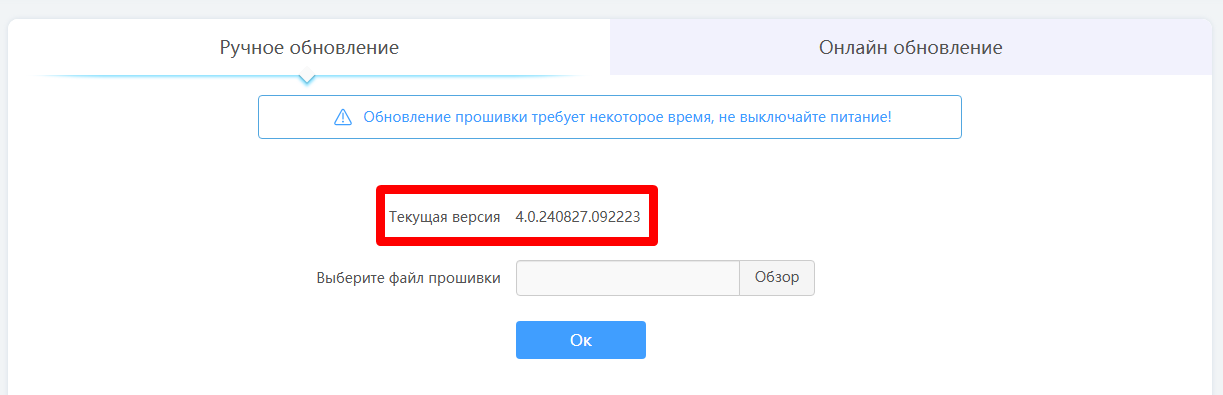 Ручное обновление
Онлайн обновление
Обновление прошивки требует некоторое время, не выключайте питание!
Текущая версия 4.0.240827.092223
Выберите файл прошивки Обзор
Ок